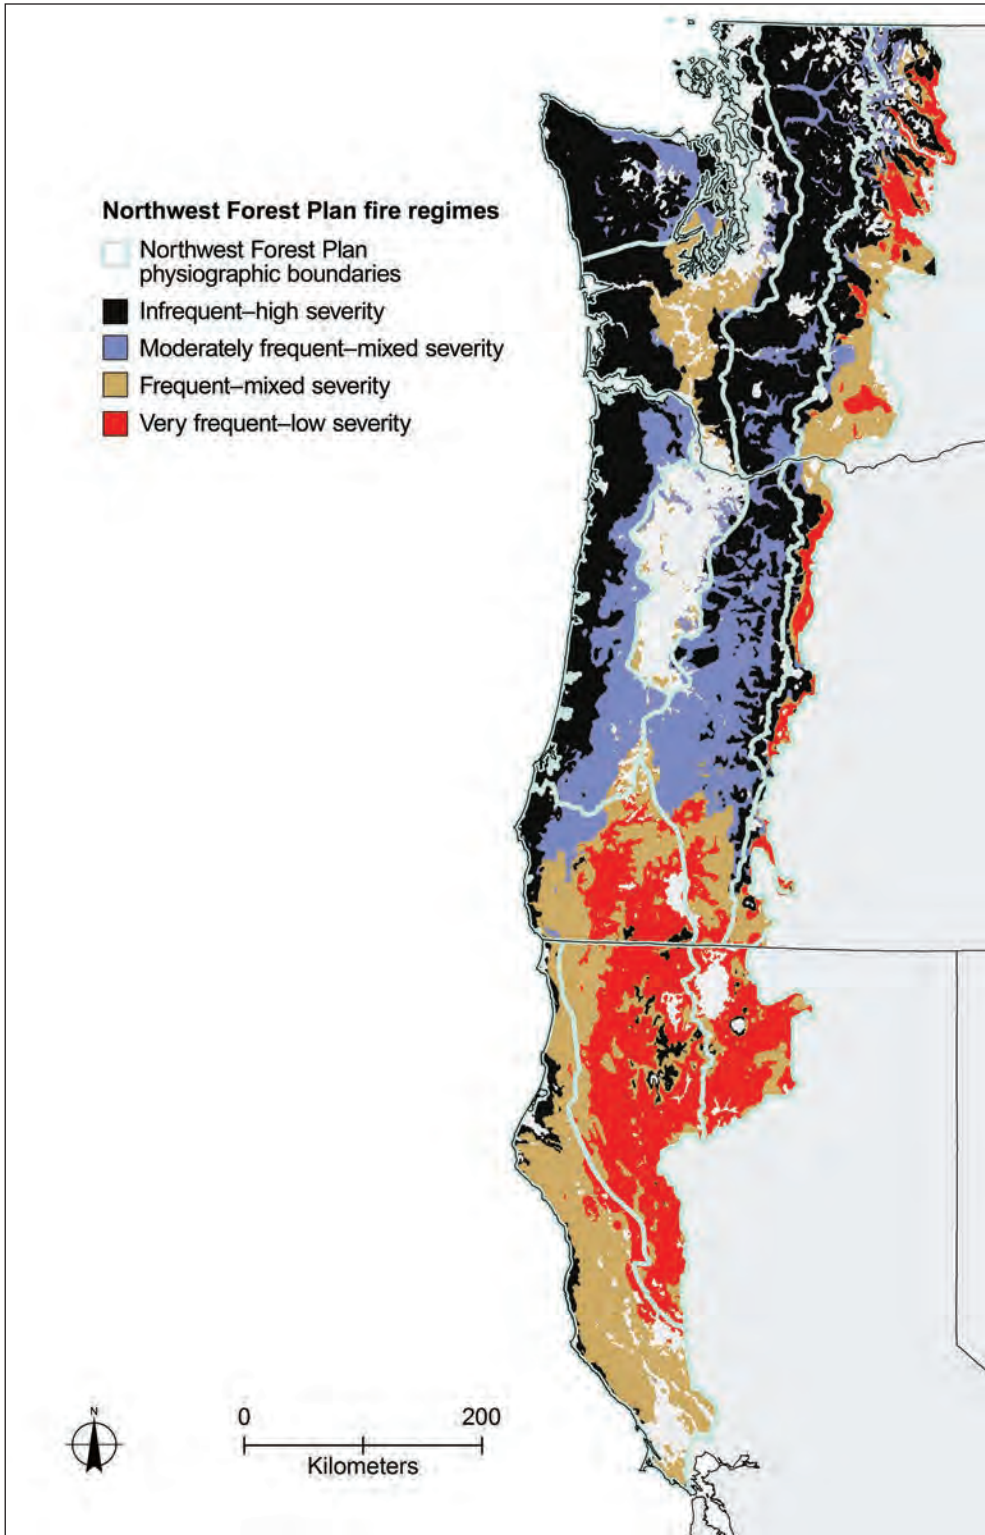 Northwest Forest Plan fire regimes
Northwest Forest Plan
physiographic boundaries
Infrequent–high severity
Moderately frequent–mixed severity
Frequent–mixed severity
Very frequent–low severity
N
0 200
Kilometers